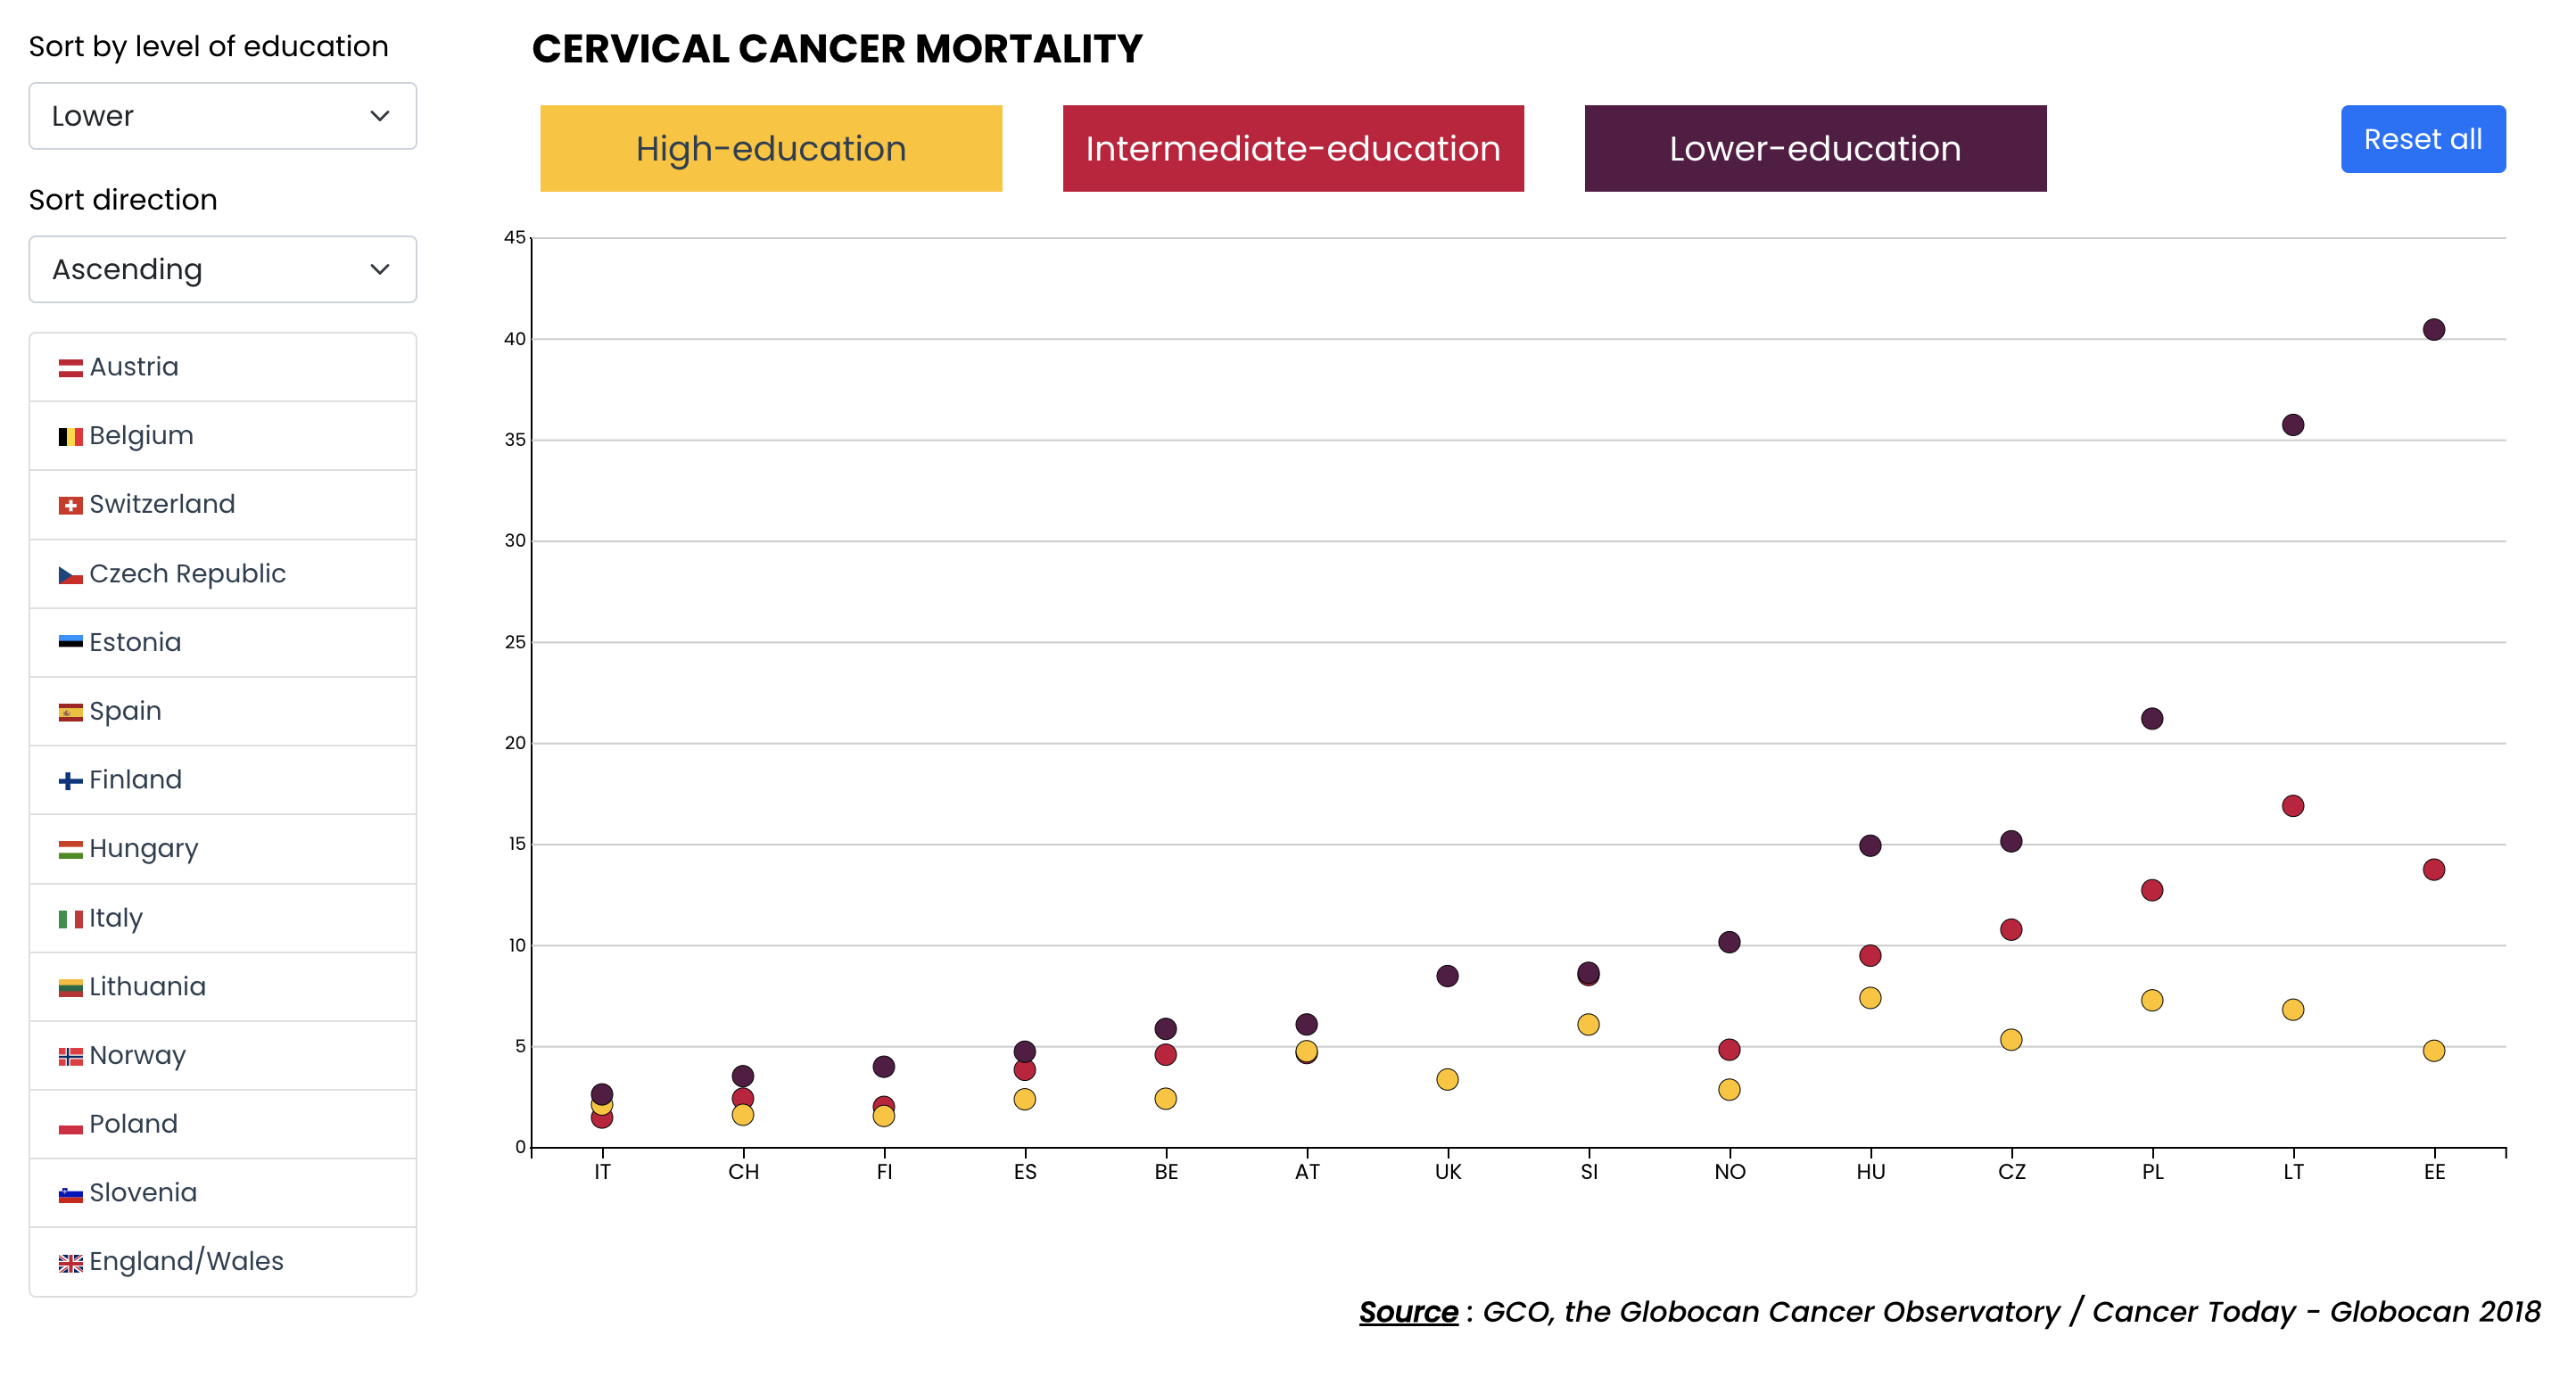 Sort by level of education
Lower
Sort direction
Ascending
Austria
Belgium
Switzerland
Czech Republic
Estonia
Spain
Finland
Hungary
Italy
Lithuania
Norway
Poland
Slovenia
England/Wales
CERVICAL CANCER MORTALITY
High-education
Intermediate-education
Lower-education
Reset all
45
40
35
30
25
20
15
10
5
0
IT CH FI ES BE AT UK SI NO HU CZ PL LT EE
Source : GCO, the Globocan Cancer Observatory / Cancer Today - Globocan 2018